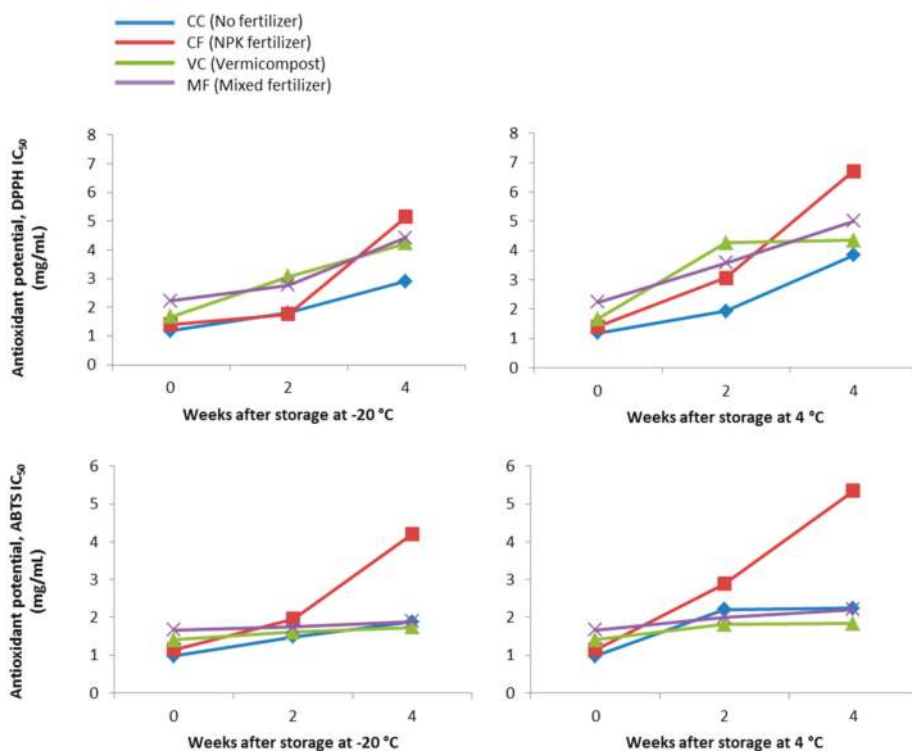 CC (No fertilizer)
CF (NPK fertilizer)
VC (Vermicompost)
MF (Mixed fertilizer)
Antioxidant potential, DPPH IC50
(mg/mL)
8
7
6
5
4
3
2
1
0
0 2 4
Weeks after storage at -20 °C
8
7
6
5
4
3
2
1
0
0 2 4
Weeks after storage at 4 °C
Antioxidant potential, ABTS IC50
(mg/mL)
6
5
4
3
2
1
0
0 2 4
Weeks after storage at -20 °C
6
5
4
3
2
1
0
0 2 4
Weeks after storage at 4 °C